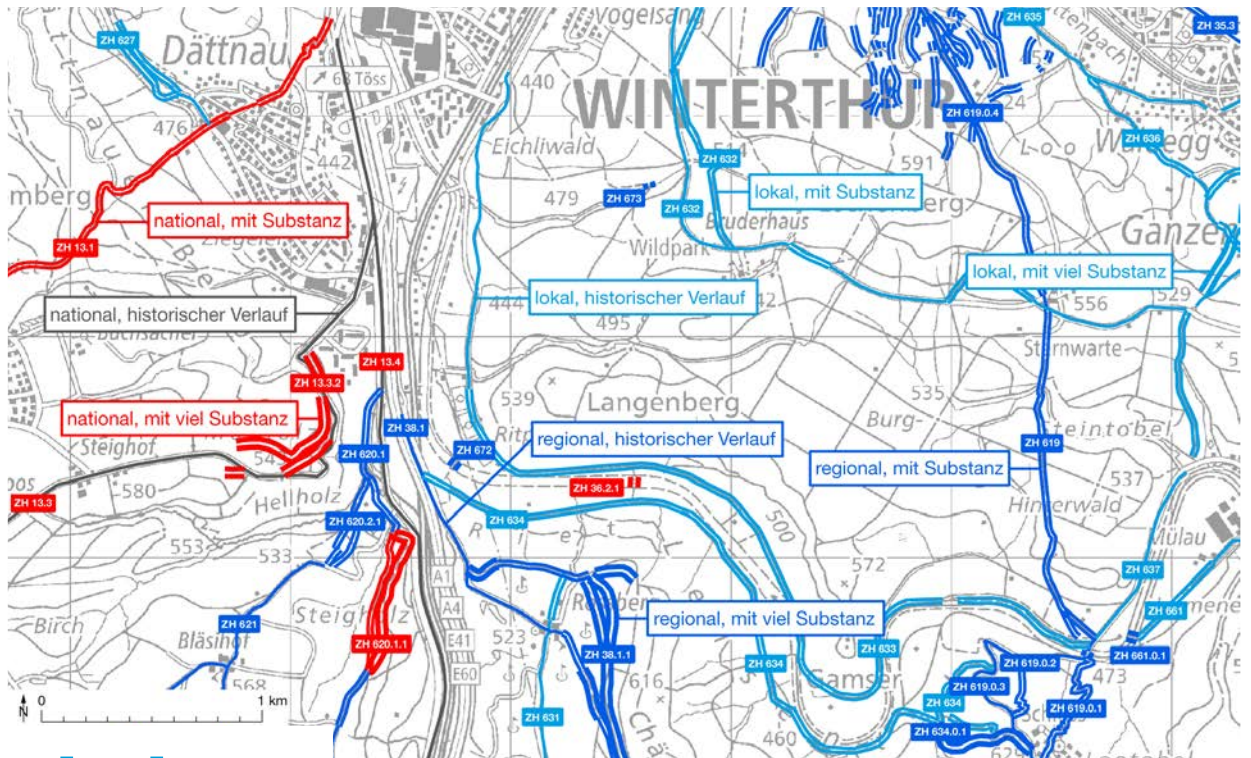 ZH 627
Dättnau
Töss
440
Vogelsang
ZH 635
ZH 35.3
WINTERTHUR
ZH 619.0.4
476
442
Eichliwald
514
ZH 632
591
Loo
ZH 636
479
ZH 673
ZH 632
lokal, mit Substanz
Bruderhaus
Wildpark
national, mit Substanz
ZH 13.1
lokal, mit viel Substanz
national, historischer Verlauf
444
lokal, historischer Verlauf
495
556
529
Sternwarte
ZH 13.4
ZH 13.3.2
539
Langenberg
535
Burg-
national, mit viel Substanz
ZH 38.1
regional, historischer Verlauf
ZH 619
Steintobel
Steighof
ZH 620.1
ZH 672
regional, mit Substanz
537
580
ZH 36.2.1
ZH 13.3
Hellholz
ZH 634
500
Hinterwald
ZH 620.2.1
553
533
572
Mülau
A1
ZH 637
A4
ZH 661
ZH 621
Steigholz
E41
523
regional, mit viel Substanz
Birch
Bläsihof
ZH 620.1.1
ZH 38.1.1
ZH 633
ZH 661.0.1
E60
568
616
ZH 634
Gamser
ZH 619.0.2
473
ZH 619.0.3
ZH 634
ZH 619.0.1
0 1 km
N
ZH 631
460
ZH 634.0.1